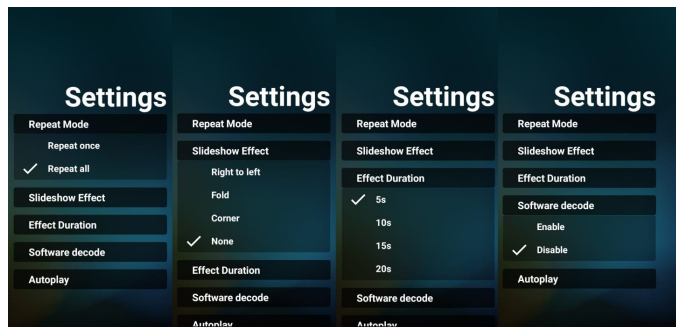 Settings
Repeat Mode
Repeat once
Repeat all
Slideshow Effect
Effect Duration
Software decode
Autoplay
Settings
Repeat Mode
Slideshow Effect
Right to left
Fold
Corner
None
Effect Duration
Software decode
Autoplay
Settings
Repeat Mode
Slideshow Effect
Effect Duration
5s
10s
15s
20s
Software decode
Autoplay
Settings
Repeat Mode
Slideshow Effect
Effect Duration
Software decode
Enable
Disable
Autoplay